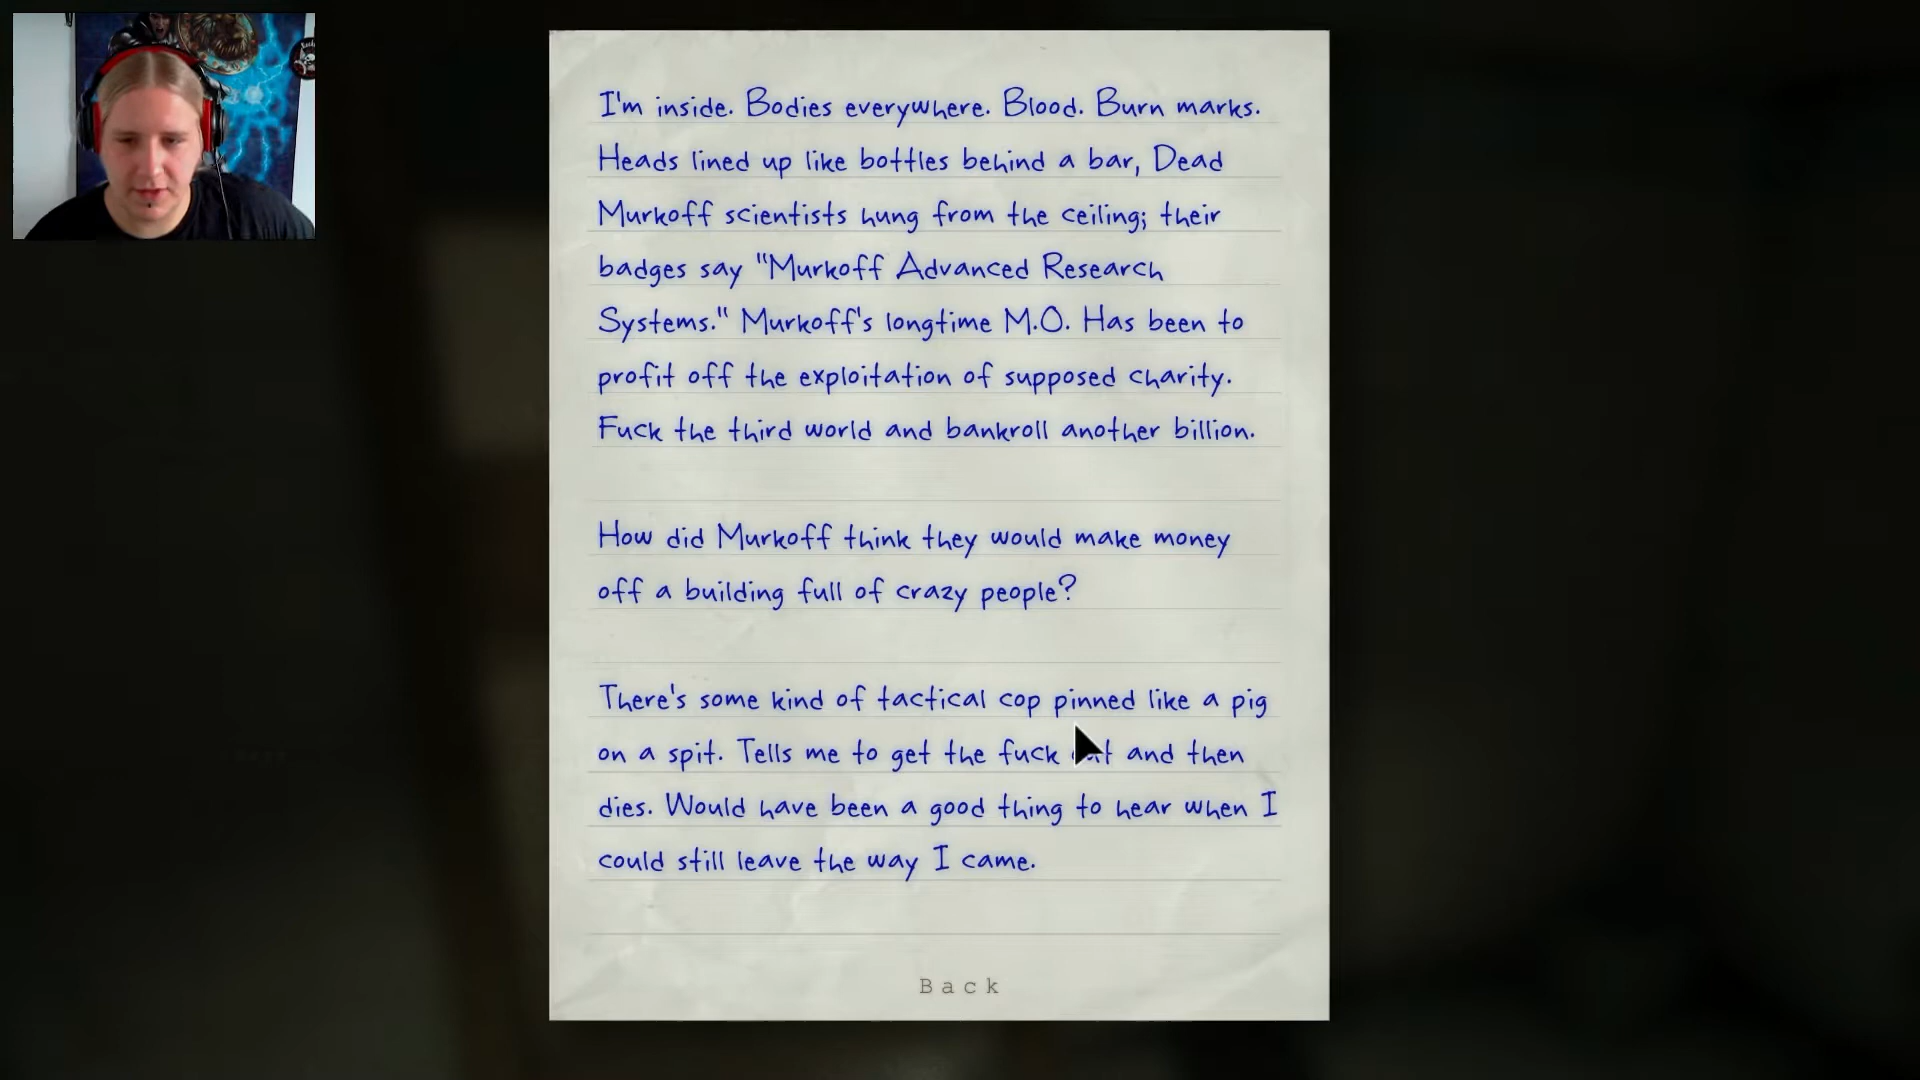 I'm inside. Bodies everywhere. Blood. Burn marks.
Heads lined up like bottles behind a bar, Dead
Murkoff scientists hung from the ceiling; their
badges say "Murkoff Advanced Research
Systems." Murkoff's longtime M.O. Has been to
profit off the exploitation of supposed charity.
Fuck the third world and bankroll another billion.
How did Murkoff think they would make money
off a building full of crazy people?
There's some kind of tactical cop pinned like a pig
on a spit. Tells me to get the fuck out and then
dies. Would have been a good thing to hear when I
could still leave the way I came.
Back